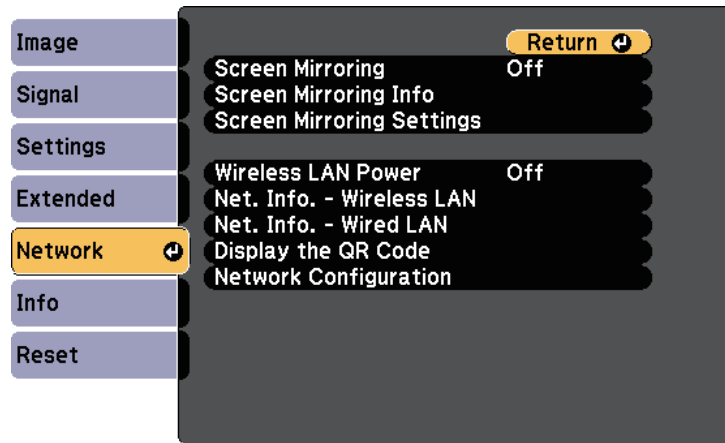 Image
Signal
Settings
Extended
Network
Info
Reset
Return
Screen Mirroring Off
Screen Mirroring Info
Screen Mirroring Settings
Wireless LAN Power Off
Net. Info. - Wireless LAN
Net. Info. - Wired LAN
Display the QR Code
Network Configuration